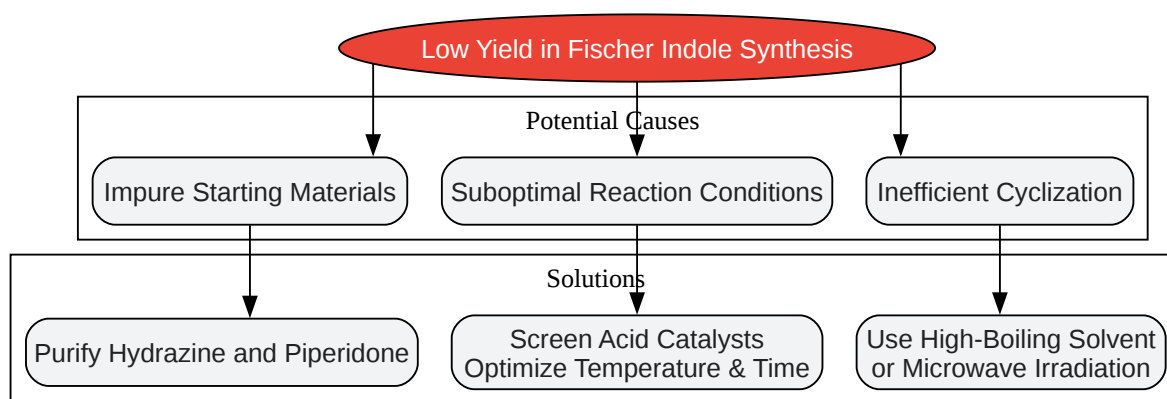 Low Yield in Fischer Indole Synthesis
Potential Causes
Impure Starting Materials
Suboptimal Reaction Conditions
Inefficient Cyclization
Solutions
Purify Hydrazine and Piperidone
Screen Acid Catalysts
Optimize Temperature & Time
Use High-Boiling Solvent
or Microwave Irradiation